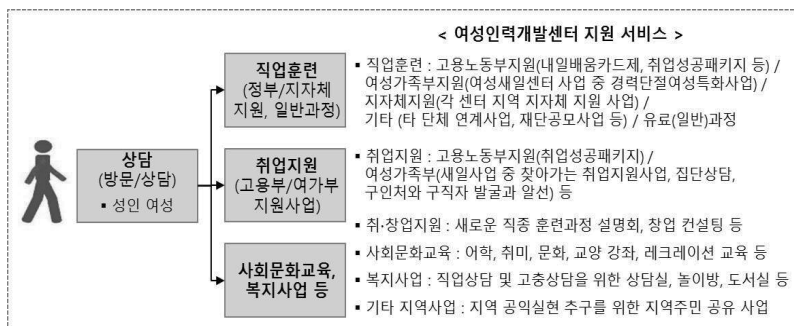 < 여성인력개발센터 지원 서비스 >
상담
(방문/상담)
▪ 성인 여성
직업훈련
(정부/지자체
지원, 일반과정)
▪ 직업훈련 : 고용노동부지원(내일배움카드제, 취업성공패키지 등) /
여성가족부지원(여성새일센터 사업 중 경력단절여성특화사업) /
지자체지원(각 센터 지역 지자체 지원 사업) /
기타 (타 단체 연계사업, 재단공모사업 등) / 유료(일반)과정
취업지원
(고용부/여가부
지원사업)
▪ 취업지원 : 고용노동부지원(취업성공패키지) /
여성가족부(새일사업 중 찾아가는 취업지원사업, 집단상담,
구인처와 구직자 발굴과 알선) 등
▪ 취·창업지원 : 새로운 직종 훈련과정 설명회, 창업 컨설팅 등
사회문화교육,
복지사업 등
▪ 사회문화교육 : 어학, 취미, 문화, 교양 강좌, 레크레이션 교육 등
▪ 복지사업 : 직업상담 및 고충상담을 위한 상담실, 놀이방, 도서실 등
▪ 기타 지역사업 : 지역 공익실현 추구를 위한 지역주민 공유 사업